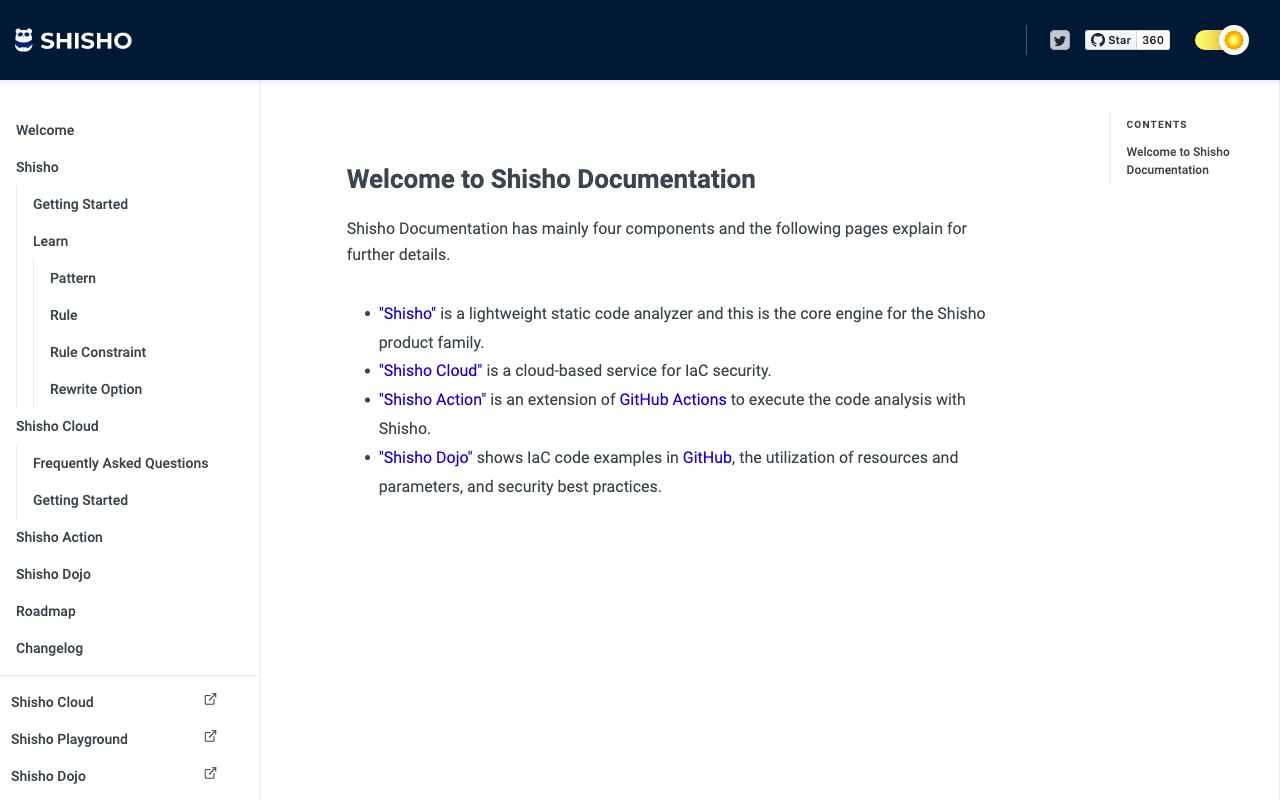 SHISHO
Star 360
Welcome
Shisho
Getting Started
Learn
Pattern
Rule
Rule Constraint
Rewrite Option
Shisho Cloud
Frequently Asked Questions
Getting Started
Shisho Action
Shisho Dojo
Roadmap
Changelog
Shisho Cloud
Shisho Playground
Shisho Dojo
Welcome to Shisho Documentation
Shisho Documentation has mainly four components and the following pages explain for
further details.
• "Shisho" is a lightweight static code analyzer and this is the core engine for the Shisho
product family.
• "Shisho Cloud" is a cloud-based service for IaC security.
• "Shisho Action" is an extension of GitHub Actions to execute the code analysis with
Shisho.
• "Shisho Dojo" shows IaC code examples in GitHub, the utilization of resources and
parameters, and security best practices.
CONTENTS
Welcome to Shisho
Documentation